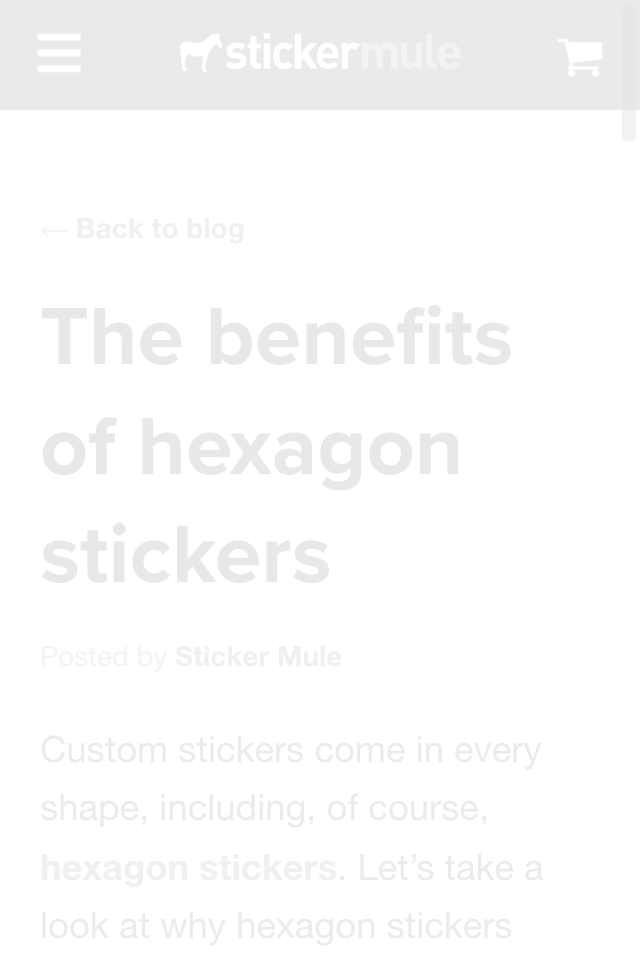 stickermule
← Back to blog
The benefits
of hexagon
stickers
Posted by Sticker Mule
Custom stickers come in every
shape, including, of course,
hexagon stickers. Let’s take a
look at why hexagon stickers